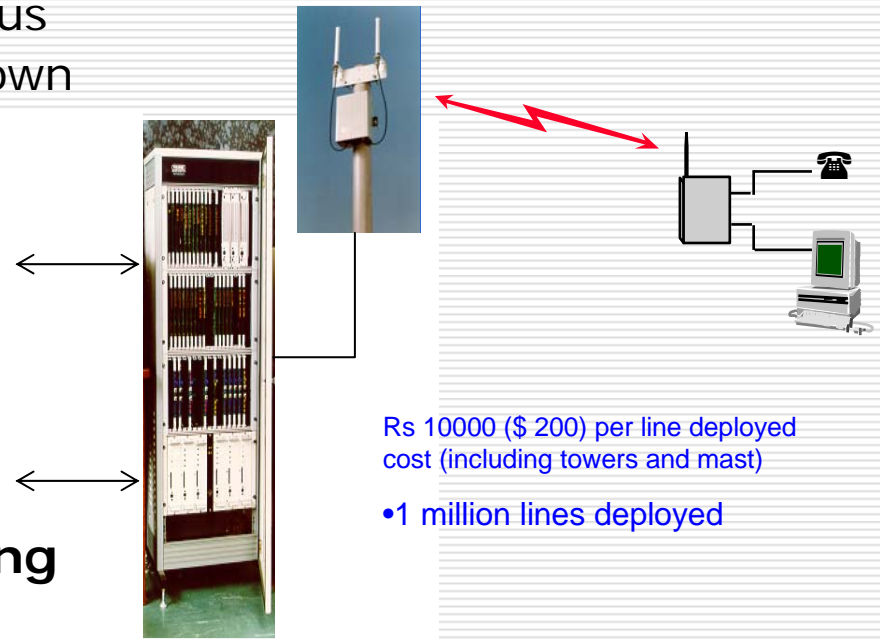 us
own
Rs 10000 ($ 200) per line deployed
cost (including towers and mast)
•1 million lines deployed
ng